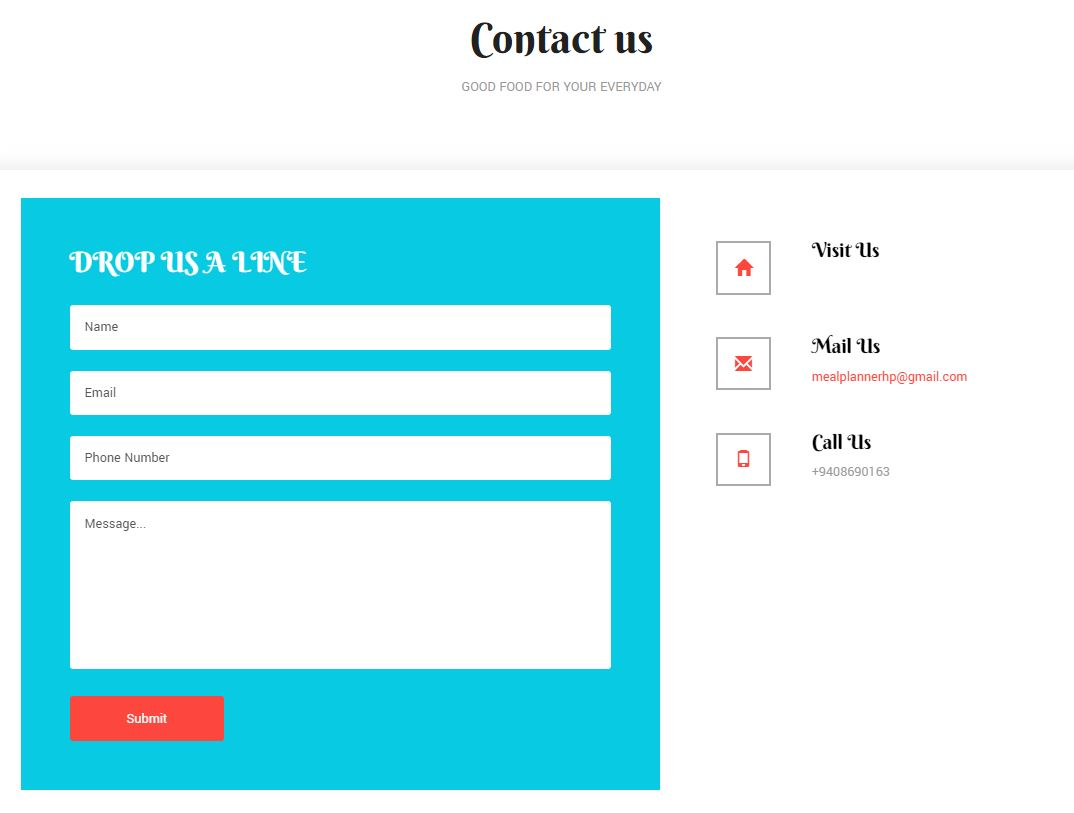 Contact us
GOOD FOOD FOR YOUR EVERYDAY
DROP US A LINE
Name
Email
Phone Number
Message...
Submit
Visit Us
Mail Us
mealplannerhp@gmail.com
Call Us
+9408690163